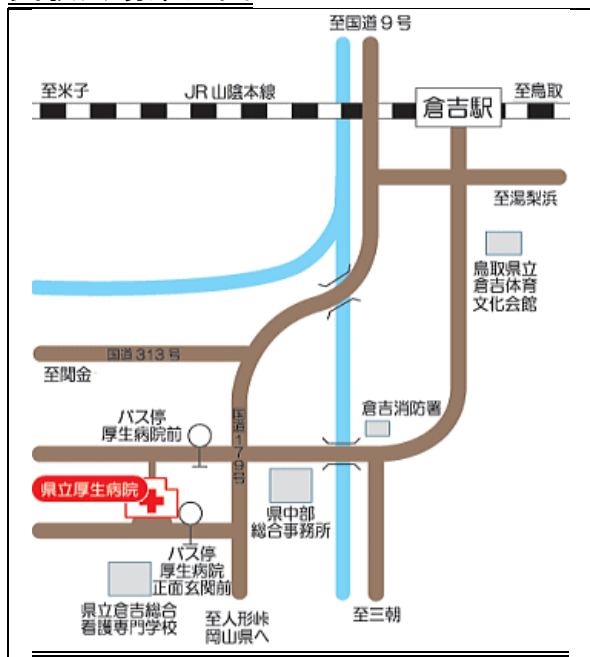 至国道9号
至米子
JR山陰本線
至鳥取
倉吉駅
至湯梨浜
鳥取県立
倉吉体育
文化会館
国道313号
至関金
バス停
厚生病院前
国道179号
倉吉消防署
県立厚生病院
県中部
総合事務所
バス停
厚生病院
正面玄関前
県立倉吉総合
看護専門学校
至人形峠
岡山県へ
至三朝